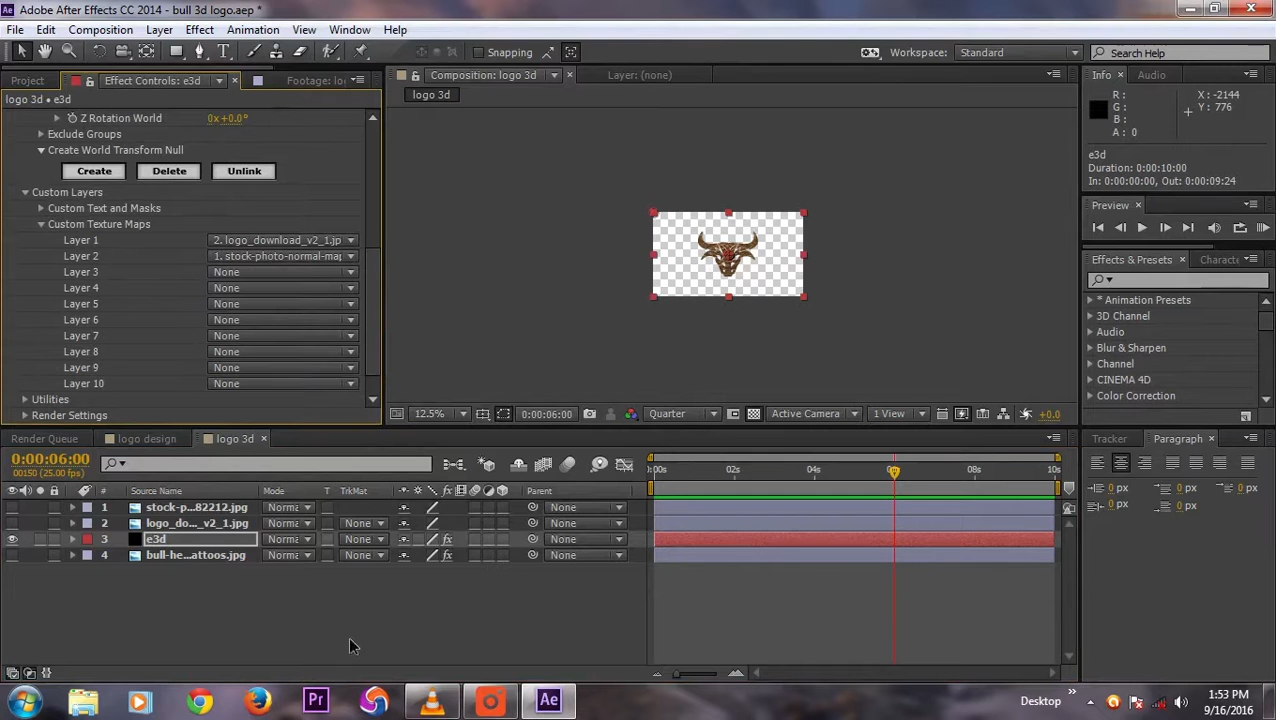 Adobe After Effects CC 2014 - bull 3d logo.aep *
File Edit Composition Layer Effect Animation View Window Help
Snapping Workspace: Standard Search Help
Project Effect Controls: e3d Footage: lo Composition: logo 3d Layer: (none) Info Audio
logo 3d • e3d logo 3d
R: X: -2144
G: Y: 776
B:
A: 0
Z Rotation World 0x+0.0°
Exclude Groups
Create World Transform Null
e3d
Duration: 0:00:10:00
In: 0:00:00:00, Out: 0:00:09:24
Create Delete Unlink
Custom Layers
Custom Text and Masks
Preview
Custom Texture Maps
Layer 1 2. logo_download_v2_1.jp
Layer 2 1. stock-photo-normal-ma
Layer 3 None
Layer 4 None
Layer 5 None
Layer 6 None
Layer 7 None
Layer 8 None
Layer 9 None
Layer 10 None
Utilities
Render Settings
Effects & Presets Characte
* Animation Presets
3D Channel
Audio
Blur & Sharpen
Channel
CINEMA 4D
Color Correction
12.5% 0:00:06:00 Quarter Active Camera 1 View +0.0
Render Queue logo design logo 3d Tracker Paragraph
0:00:06:00
00150 (25.00 fps)
:00s 02s 04s 08s 10s
# Source Name Mode T TrkMat Parent
1 stock-p...82212.jpg Norma None
2 logo_do..._v2_1.jpg Norma None None
3 e3d Norma None None
4 bull-he...attoos.jpg Norma None None
0 px 0 px 0 px
0 px 0 px
Pr Ae Desktop 1:53 PM
9/16/2016